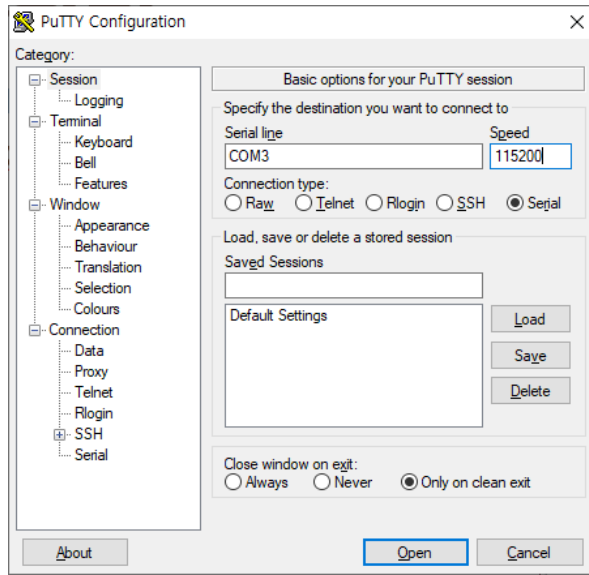 PuTTY Configuration
Category:
Session
Logging
Terminal
Keyboard
Bell
Features
Window
Appearance
Behaviour
Translation
Selection
Colours
Connection
Data
Proxy
Telnet
Rlogin
SSH
Serial
Basic options for your PuTTY session
Specify the destination you want to connect to
Serial line Speed
COM3 115200
Connection type:
Raw Telnet Rlogin SSH Serial
Load, save or delete a stored session
Saved Sessions
Default Settings
Load
Save
Delete
Close window on exit:
Always Never Only on clean exit
About Open Cancel